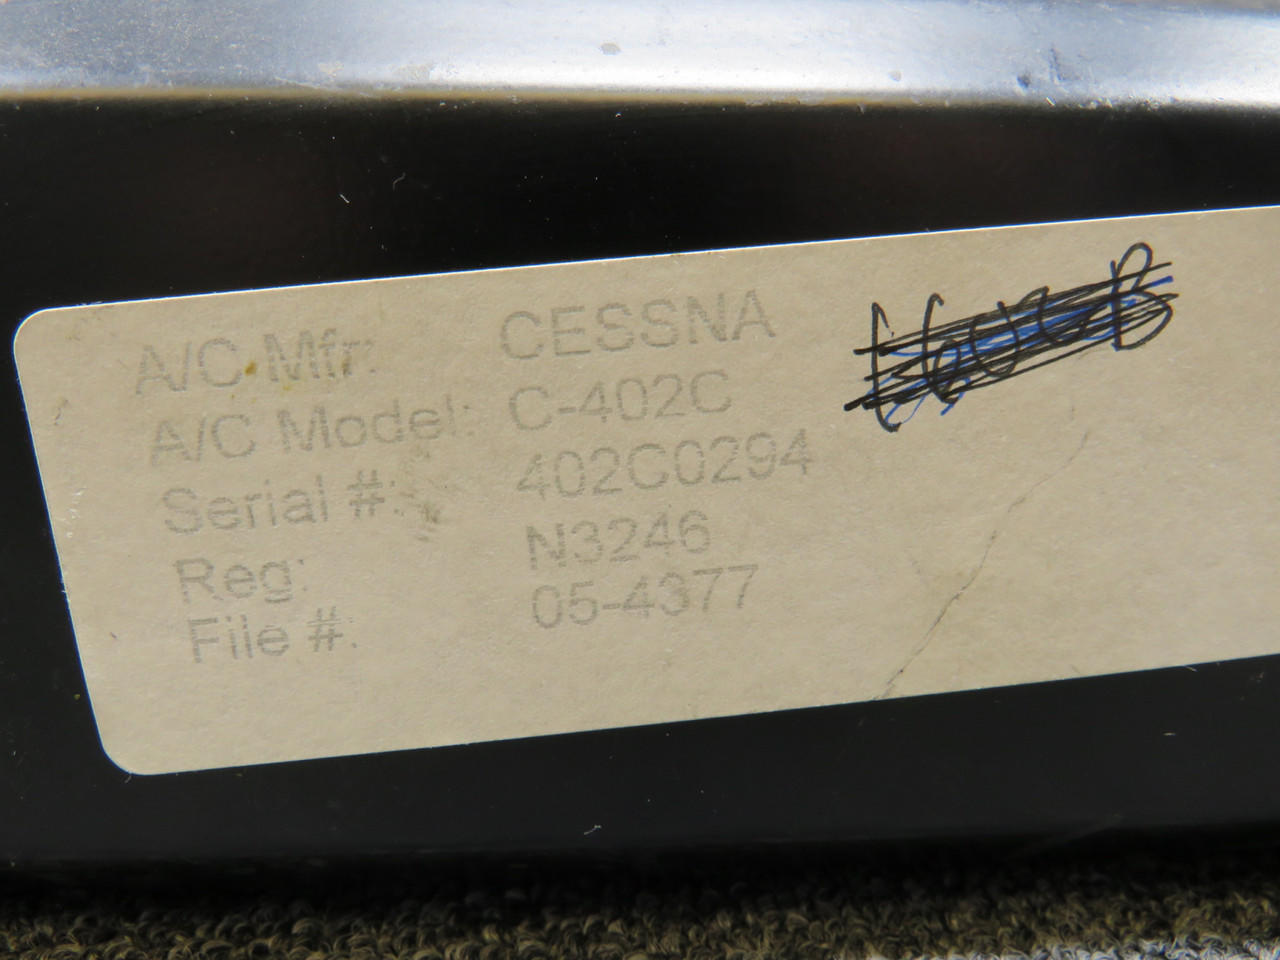 A/C Mfr: CESSNA
A/C Model: C-402C
Serial #: 402C0294
Reg: N3246
File #: 05-4377